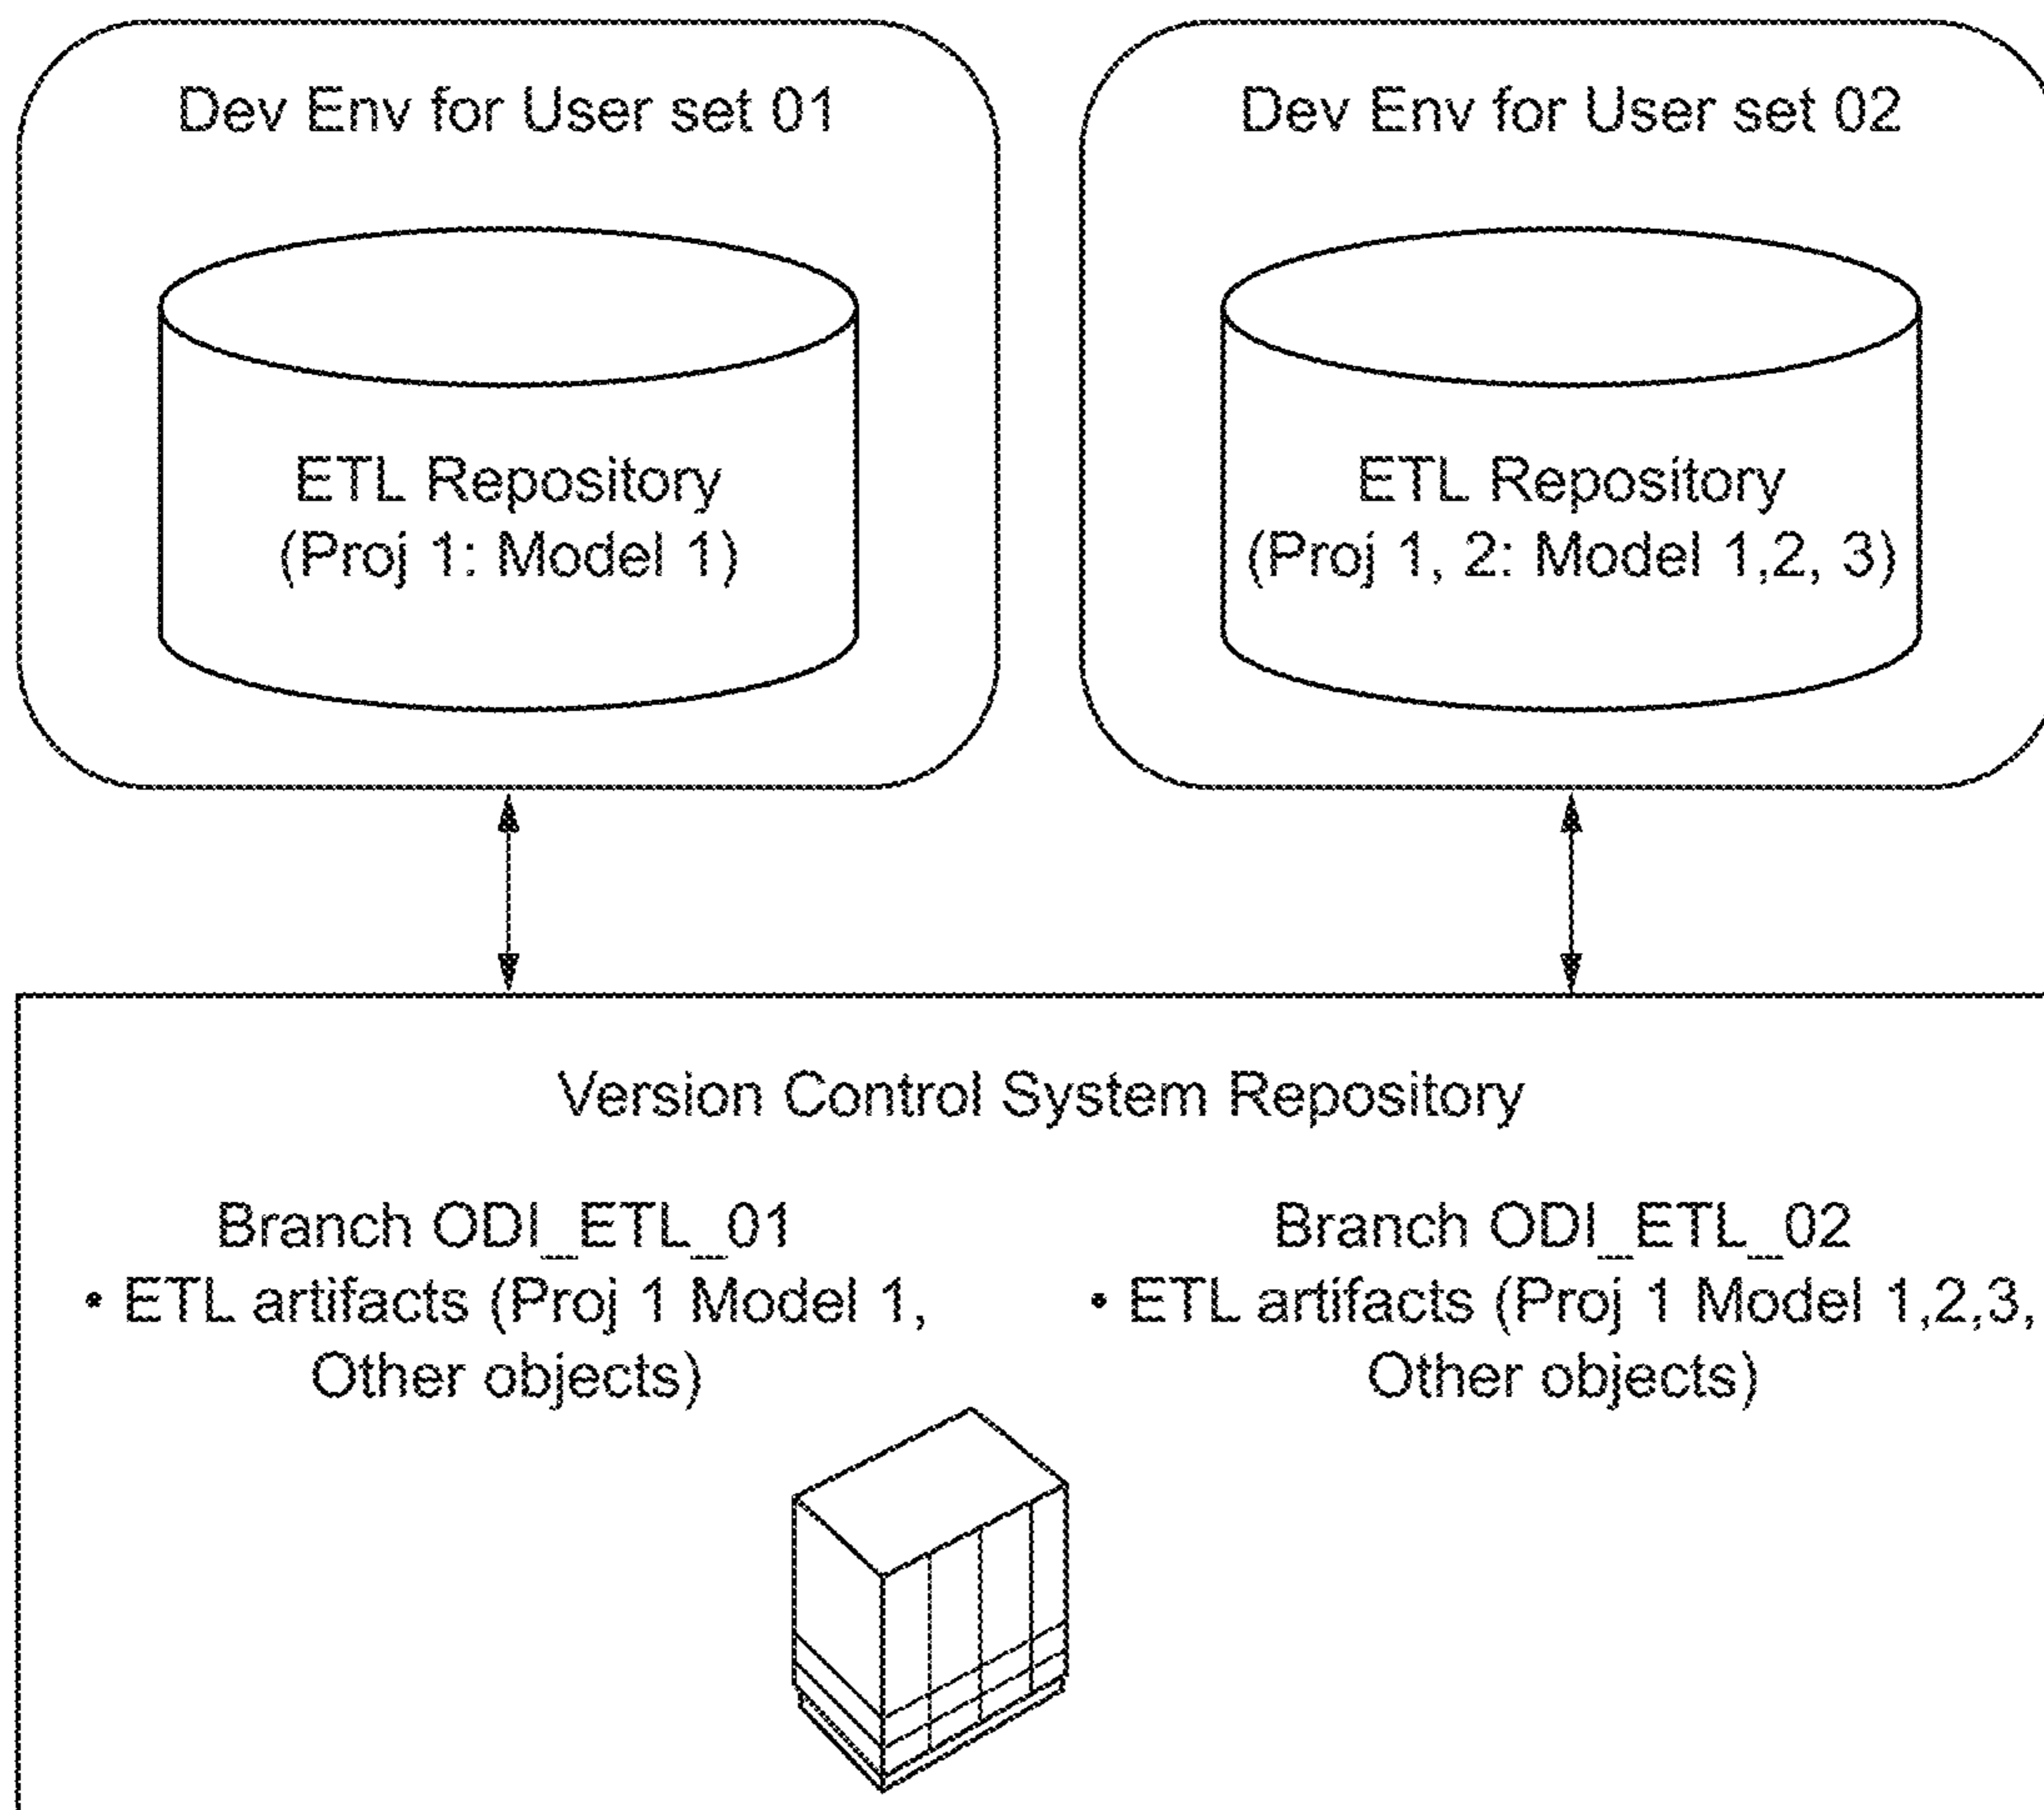 Dev Env for User set 01
Dev Env for User set 02
ETL Repository
(Proj 1: Model 1)
ETL Repository
(Proj 1, 2: Model 1,2, 3)
Version Control System Repository
Branch ODI_ETL_01
• ETL artifacts (Proj 1 Model 1,
Other objects)
Branch ODI_ETL_02
• ETL artifacts (Proj 1 Model 1,2,3,
Other objects)